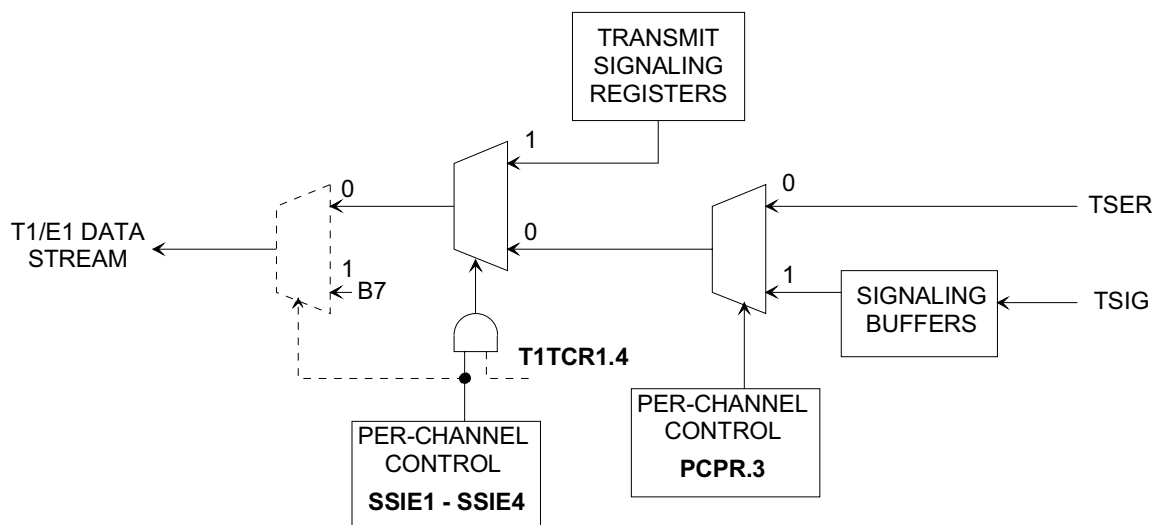 TRANSMIT
SIGNALING
REGISTERS
1
0
0
TSER
T1/E1 DATA
STREAM
0
1
B7
1
SIGNALING
BUFFERS
TSIG
T1TCR1.4
PER-CHANNEL
CONTROL
SSIE1 - SSIE4
PER-CHANNEL
CONTROL
PCPR.3